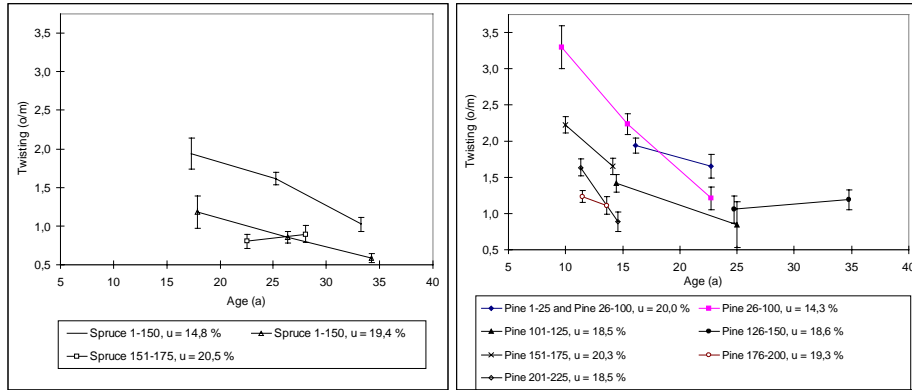 3,5
3,0
2,5
2,0
1,5
1,0
0,5
Twisting (o/m)
5 10 15 20 25 30 35 40
Age (a)
Spruce 1-150, u = 14,8 % Spruce 1-150, u = 19,4 %
Spruce 151-175, u = 20,5 %
3,5
3,0
2,5
2,0
1,5
1,0
0,5
Twisting (o/m)
5 10 15 20 25 30 35 40
Age (a)
Pine 1-25 and Pine 26-100, u = 20,0 % Pine 26-100, u = 14,3 %
Pine 101-125, u = 18,5 % Pine 126-150, u = 18,6 %
Pine 151-175, u = 20,3 % Pine 176-200, u = 19,3 %
Pine 201-225, u = 18,5 %